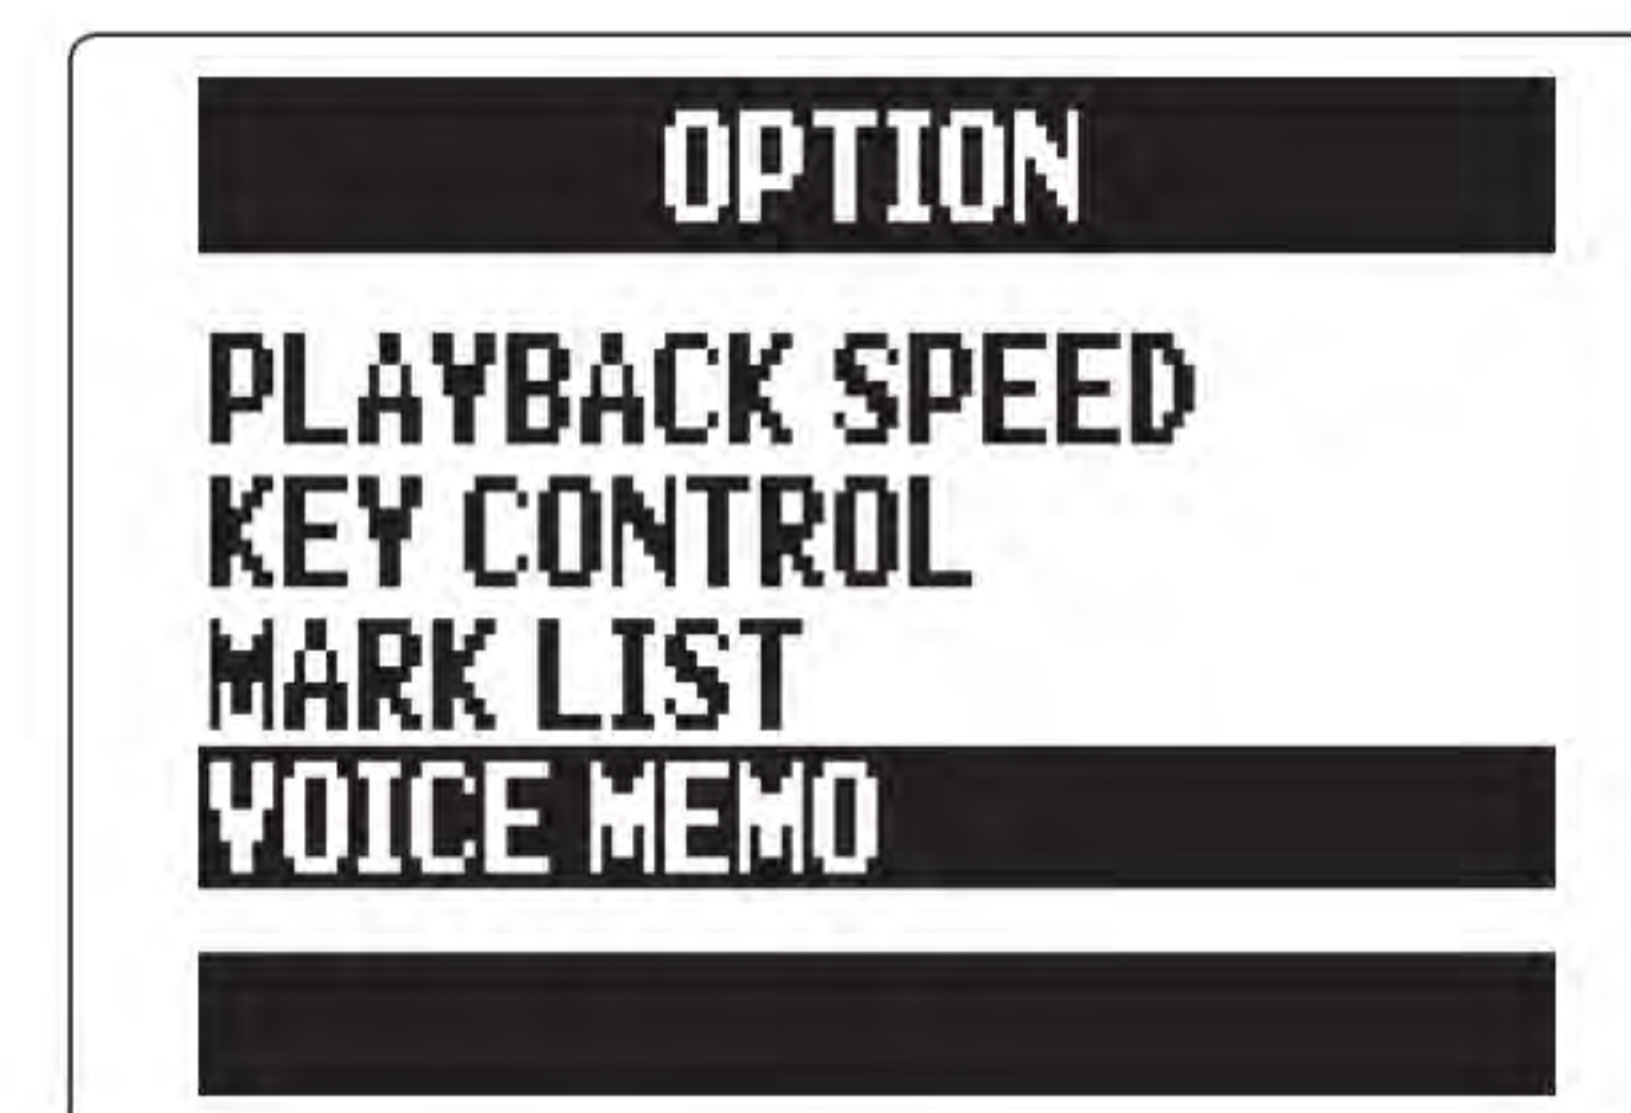 OPTION
PLAYBACK SPEED
KEY CONTROL
MARK LIST
VOICE MEMO